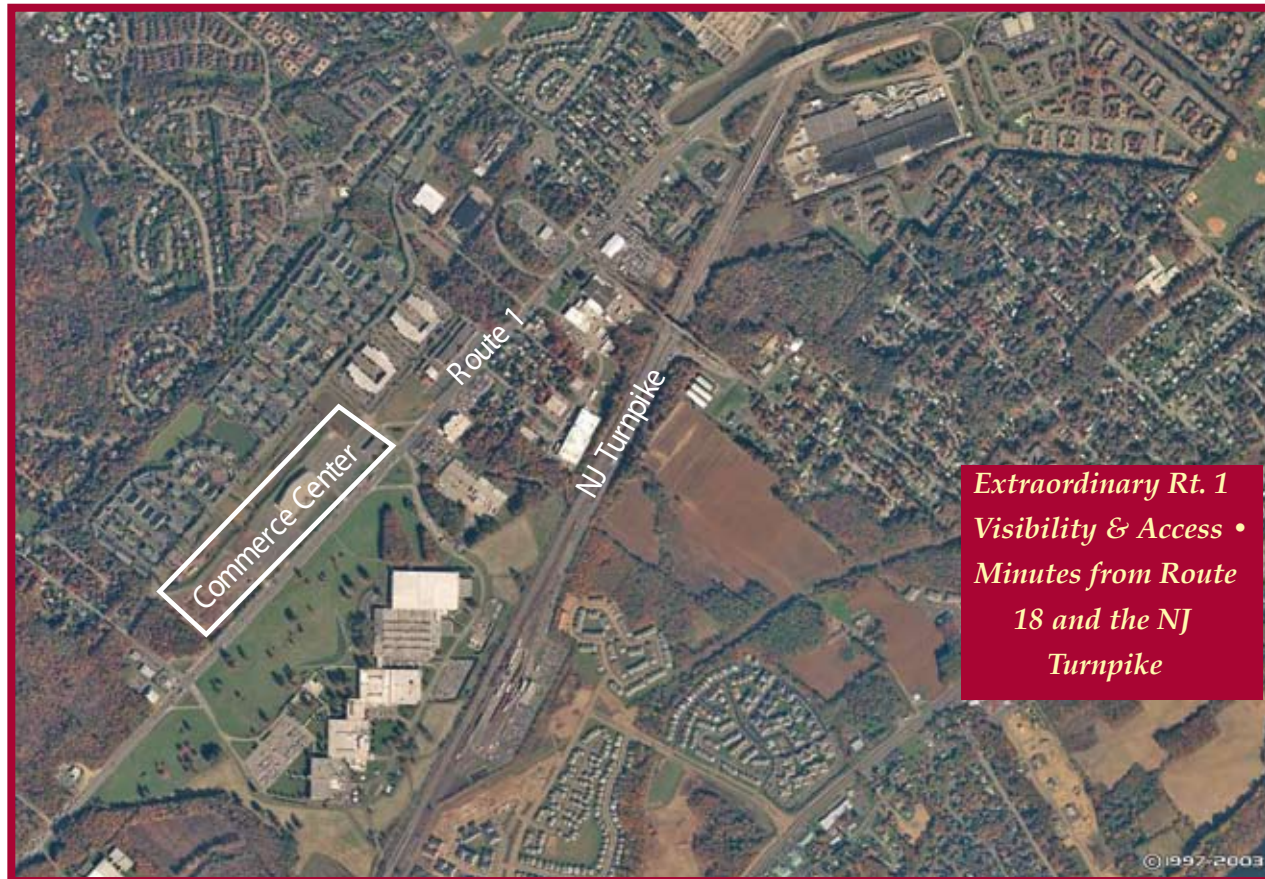 Route 1
NJ Turnpike
Commerce Center
Extraordinary Rt. 1
Visibility & Access •
Minutes from Route
18 and the NJ
Turnpike
©1997-2003